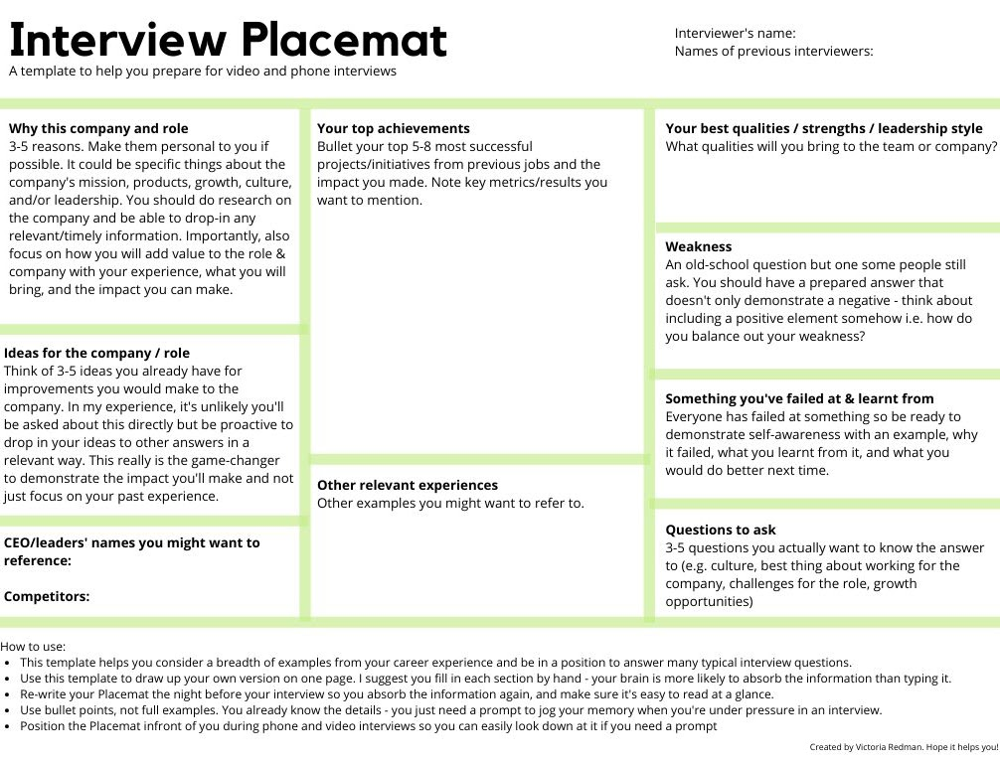 Interview Placemat
A template to help you prepare for video and phone interviews
Interviewer's name:
Names of previous interviewers:
Why this company and role
3-5 reasons. Make them personal to you if
possible. It could be specific things about the
company's mission, products, growth, culture,
and/or leadership. You should do research on
the company and be able to drop-in any
relevant/timely information. Importantly, also
focus on how you will add value to the role &
company with your experience, what you will
bring, and the impact you can make.
Ideas for the company / role
Think of 3-5 ideas you already have for
improvements you would make to the
company. In my experience, it's unlikely you'll
be asked about this directly but be proactive to
drop in your ideas to other answers in a
relevant way. This really is the game-changer
to demonstrate the impact you'll make and not
just focus on your past experience.
CEO/leaders' names you might want to
reference:
Competitors:
Your top achievements
Bullet your top 5-8 most successful
projects/initiatives from previous jobs and the
impact you made. Note key metrics/results you
want to mention.
Other relevant experiences
Other examples you might want to refer to.
Your best qualities / strengths / leadership style
What qualities will you bring to the team or company?
Weakness
An old-school question but one some people still
ask. You should have a prepared answer that
doesn't only demonstrate a negative - think about
including a positive element somehow i.e. how do
you balance out your weakness?
Something you've failed at & learnt from
Everyone has failed at something so be ready to
demonstrate self-awareness with an example, why
it failed, what you learnt from it, and what you
would do better next time.
Questions to ask
3-5 questions you actually want to know the answer
to (e.g. culture, best thing about working for the
company, challenges for the role, growth
opportunities)
How to use:
• This template helps you consider a breadth of examples from your career experience and be in a position to answer many typical interview questions.
• Use this template to draw up your own version on one page. I suggest you fill in each section by hand - your brain is more likely to absorb the information than typing it.
• Re-write your Placemat the night before your interview so you absorb the information again, and make sure it's easy to read at a glance.
• Use bullet points, not full examples. You already know the details - you just need a prompt to jog your memory when you're under pressure in an interview.
• Position the Placemat infront of you during phone and video interviews so you can easily look down at it if you need a prompt
Created by Victoria Redman. Hope it helps you!